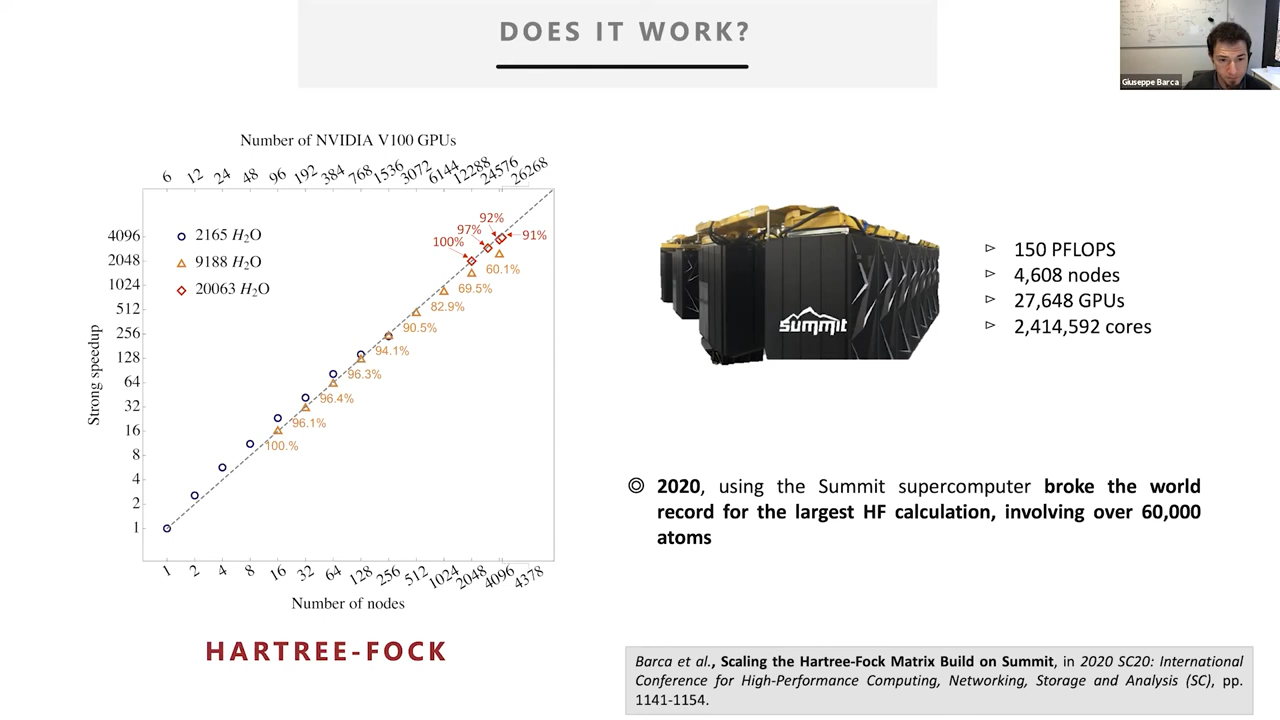 DOES IT WORK?
Giuseppe Barca
Number of NVIDIA V100 GPUs
6 12 24 48 96 192 384 768 1536 3072 6144 12288 24576 26268
Strong speedup
4096
2048
1024
512
256
128
64
32
16
8
4
2
1
2165 H₂O
9188 H₂O
20063 H₂O
100% 97% 92% 91%
60.1%
69.5%
82.9%
90.5%
94.1%
96.3%
96.4%
96.1%
100.%
1 2 4 8 16 32 64 128 256 512 1024 2048 4096 4378
Number of nodes
HARTREE-FOCK
summit
150 PFLOPS
4,608 nodes
27,648 GPUs
2,414,592 cores
2020, using the Summit supercomputer broke the world
record for the largest HF calculation, involving over 60,000
atoms
Barca et al., Scaling the Hartree-Fock Matrix Build on Summit, in 2020 SC20: International
Conference for High-Performance Computing, Networking, Storage and Analysis (SC), pp.
1141-1154.